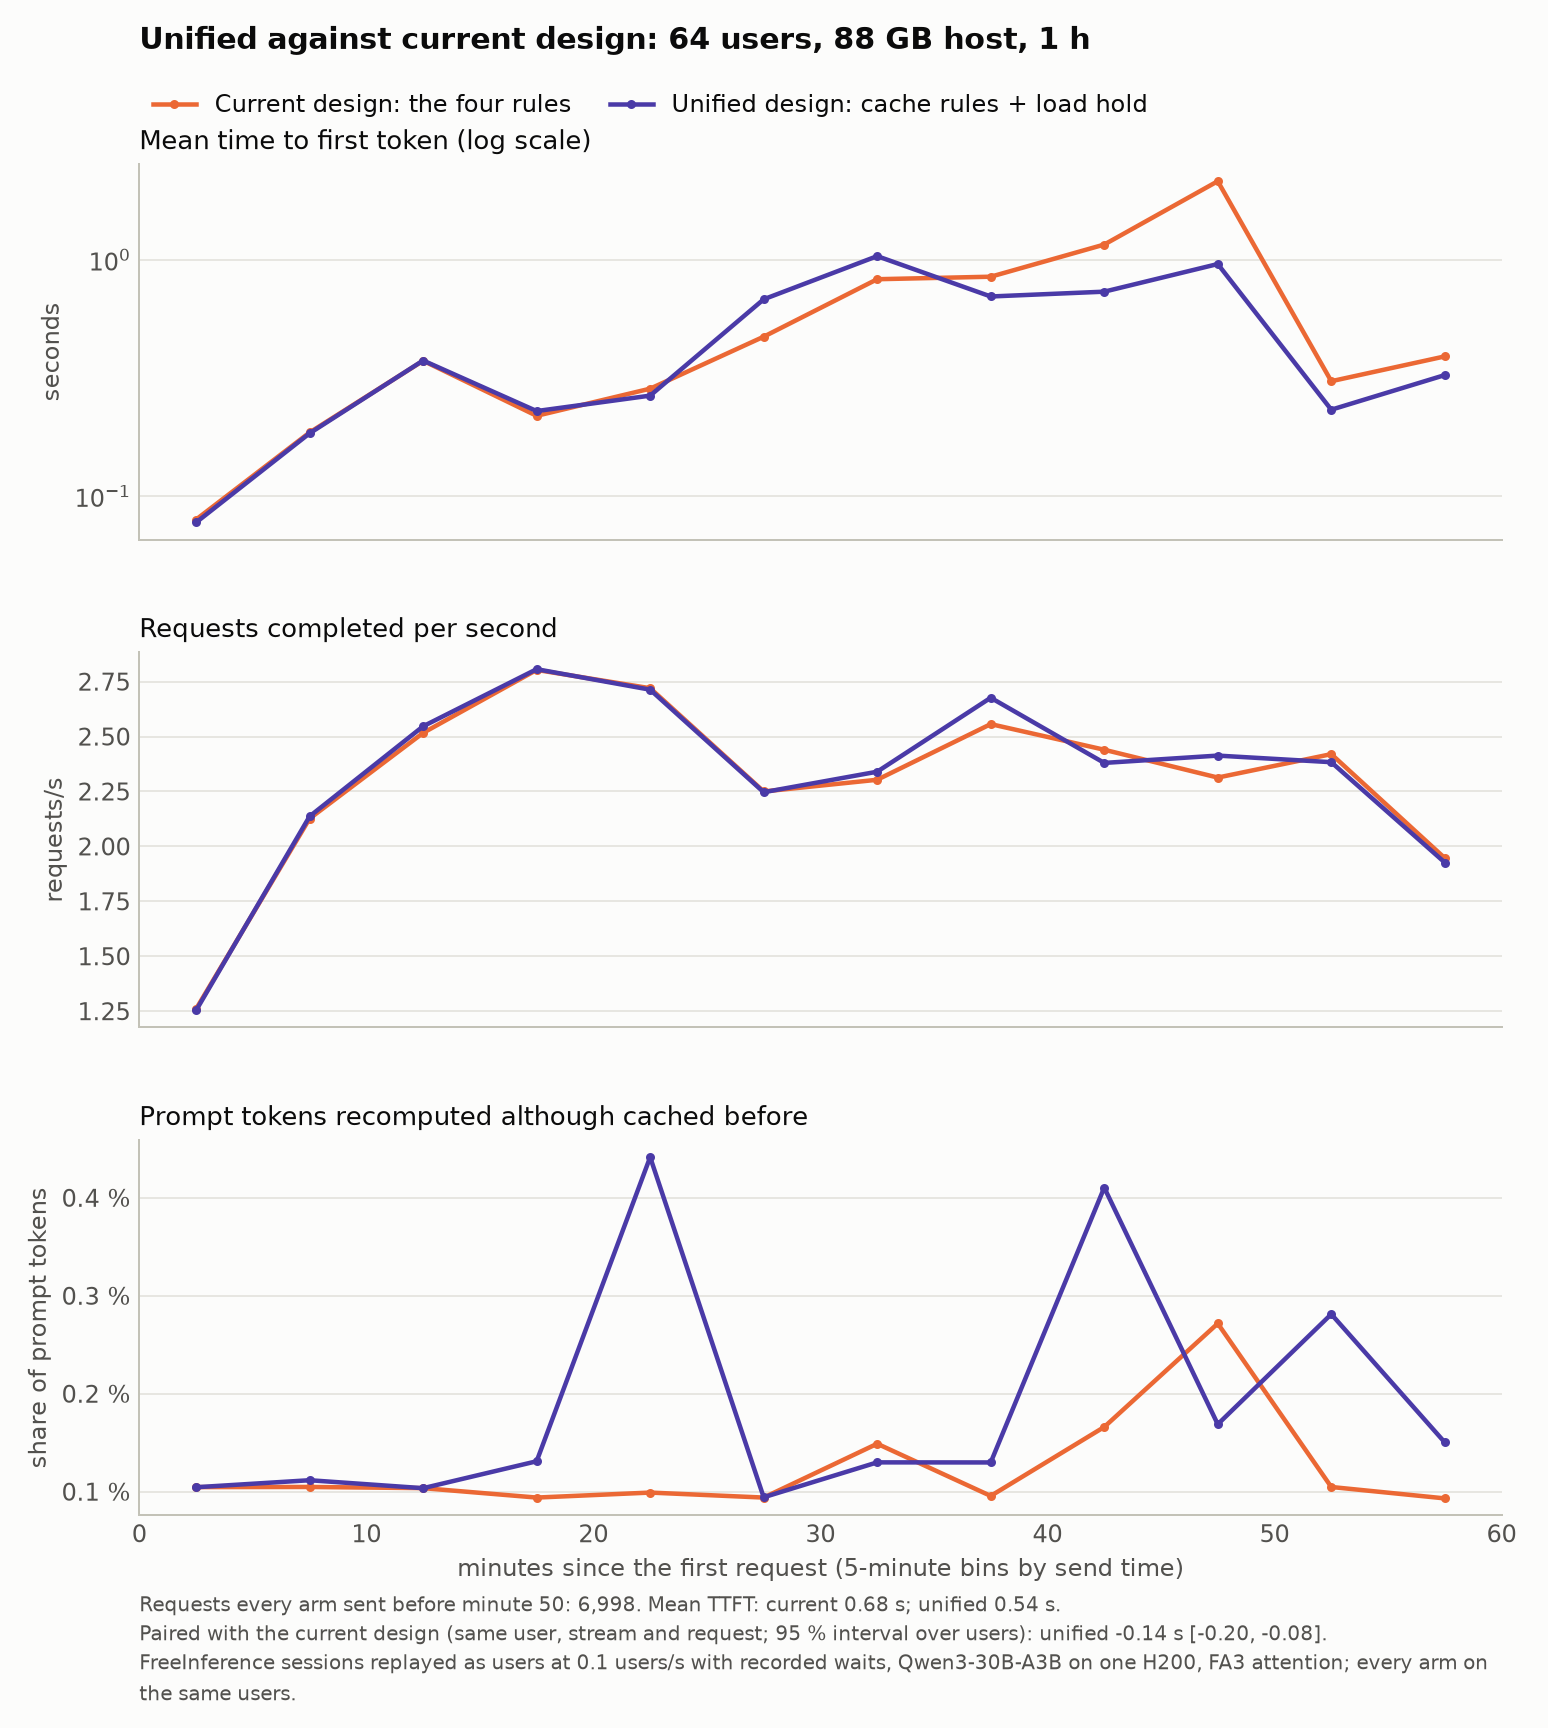 Unified against current design: 64 users, 88 GB host, 1 h
Current design: the four rules
Unified design: cache rules + load hold
Mean time to first token (log scale)
10⁰
10⁻¹
seconds
Requests completed per second
2.75
2.50
2.25
2.00
1.75
1.50
1.25
requests/s
Prompt tokens recomputed although cached before
0.4 %
0.3 %
0.2 %
0.1 %
share of prompt tokens
0 10 20 30 40 50 60
minutes since the first request (5-minute bins by send time)
Requests every arm sent before minute 50: 6,998. Mean TTFT: current 0.68 s; unified 0.54 s.
Paired with the current design (same user, stream and request; 95 % interval over users): unified -0.14 s [-0.20, -0.08].
FreeInference sessions replayed as users at 0.1 users/s with recorded waits, Qwen3-30B-A3B on one H200, FA3 attention; every arm on
the same users.